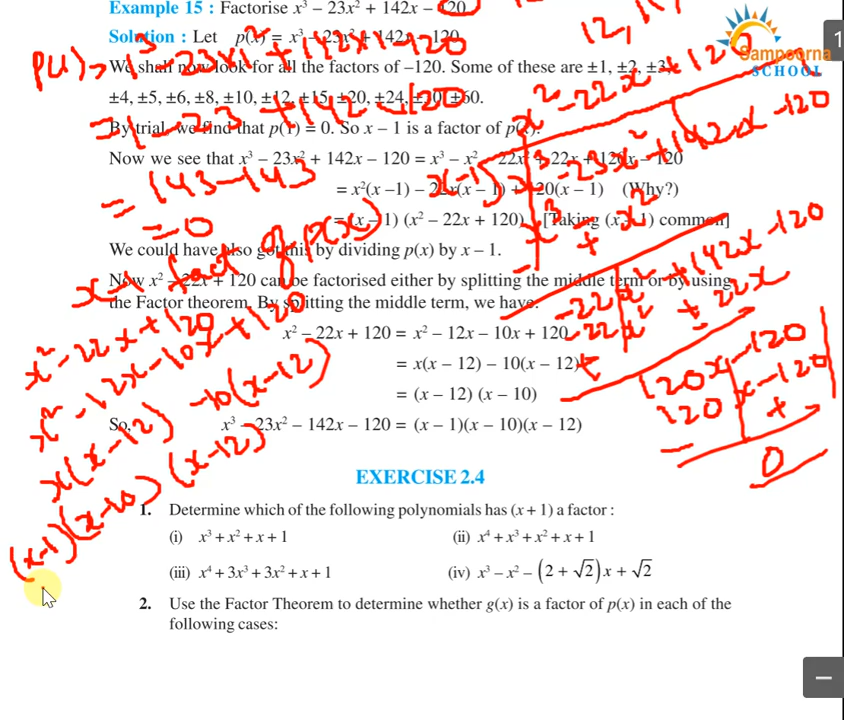 Example 15 : Factorise x³ – 23x² + 142x – 120
12, 11
Solution : Let p(x) = x³ – 23x² + 142x – 120
Sampoorna
SCHOOL
1
P(1) = 1³ - 23x1 + 142x1 - 120
We shall now look for all the factors of –120. Some of these are ±1, ±2, ±3,
±4, ±5, ±6, ±8, ±10, ±12, ±15, ±20, ±24, ±30, ±60.
= 1 - 23 + 142 - 120
By trial, we find that p(1) = 0. So x – 1 is a factor of p(x).
Now we see that x³ – 23x² + 142x – 120 = x³ – x² – 22x² + 22x + 120x – 120
= 143 - 143
= x²(x –1) – 22x(x – 1) + 120(x – 1) (Why?)
= 0
= (x – 1) (x² – 22x + 120) [Taking (x – 1) common]
We could have also got this by dividing p(x) by x – 1.
x-1 fact of p(x)
Now x² – 22x + 120 can be factorised either by splitting the middle term or by using
the Factor theorem. By splitting the middle term, we have:
x² – 22x + 120 = x² – 12x – 10x + 120
= x(x – 12) – 10(x – 12)
= (x – 12) (x – 10)
So, x³ – 23x² – 142x – 120 = (x – 1)(x – 10)(x – 12)
x² - 22x + 120
x² - 12x - 10x + 120
x(x-12) -10(x-12)
(x-1)(x-10)(x-12)
x² - 22x + 120
x-1) x³ - 23x² + 142x - 120
x³ - x²
- +
-22x² + 142x - 120
-22x² + 22x
120x - 120
120x - 120
- +
0
EXERCISE 2.4
1. Determine which of the following polynomials has (x + 1) a factor :
(i) x³ + x² + x + 1 (ii) x⁴ + x³ + x² + x + 1
(iii) x⁴ + 3x³ + 3x² + x + 1 (iv) x³ – x² – (2 + √2)x + √2
2. Use the Factor Theorem to determine whether g(x) is a factor of p(x) in each of the
following cases: